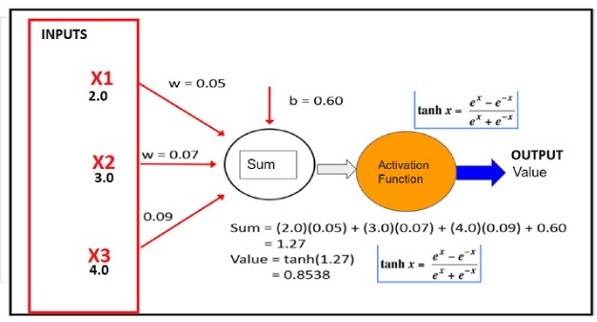 INPUTS
X1
2.0
w = 0.05
b = 0.60
tanh x = (e^x − e^−x) / (e^x + e^−x)
X2
3.0
w = 0.07
Sum
Activation
Function
OUTPUT
Value
0.09
X3
4.0
Sum = (2.0)(0.05) + (3.0)(0.07) + (4.0)(0.09) + 0.60
= 1.27
Value = tanh(1.27)
= 0.8538
tanh x = (e^x − e^−x) / (e^x + e^−x)